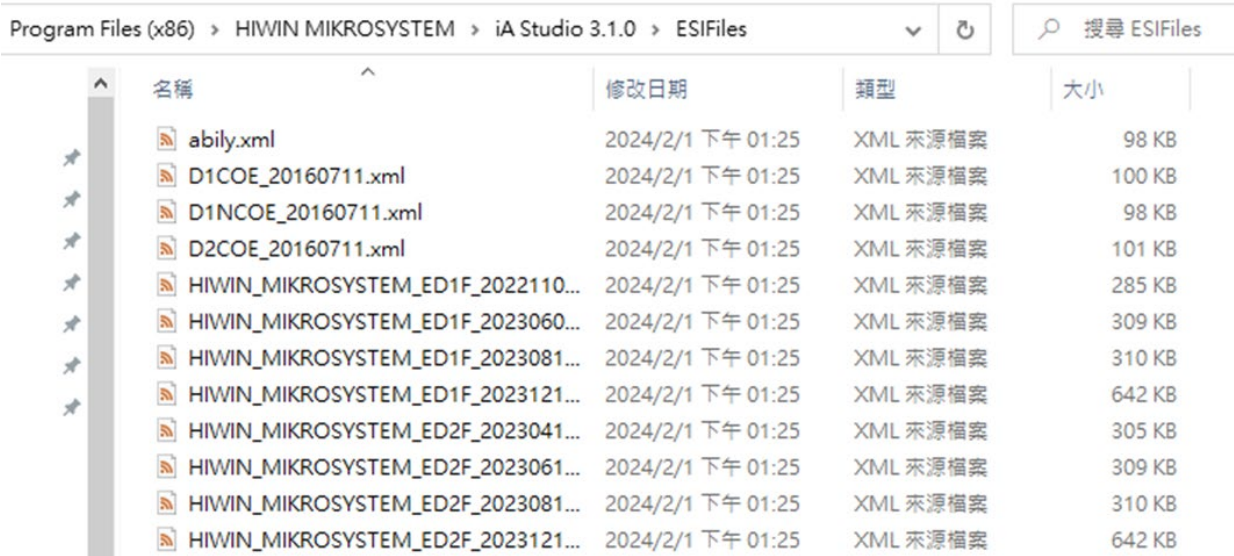 Program Files (x86) > HIWIN MIKROSYSTEM > iA Studio 3.1.0 > ESIFiles 搜尋 ESIFiles
名稱 修改日期 類型 大小
abily.xml 2024/2/1 下午 01:25 XML 來源檔案 98 KB
D1COE_20160711.xml 2024/2/1 下午 01:25 XML 來源檔案 100 KB
D1NCOE_20160711.xml 2024/2/1 下午 01:25 XML 來源檔案 98 KB
D2COE_20160711.xml 2024/2/1 下午 01:25 XML 來源檔案 101 KB
HIWIN_MIKROSYSTEM_ED1F_2022110... 2024/2/1 下午 01:25 XML 來源檔案 285 KB
HIWIN_MIKROSYSTEM_ED1F_2023060... 2024/2/1 下午 01:25 XML 來源檔案 309 KB
HIWIN_MIKROSYSTEM_ED1F_2023081... 2024/2/1 下午 01:25 XML 來源檔案 310 KB
HIWIN_MIKROSYSTEM_ED1F_2023121... 2024/2/1 下午 01:25 XML 來源檔案 642 KB
HIWIN_MIKROSYSTEM_ED2F_2023041... 2024/2/1 下午 01:25 XML 來源檔案 305 KB
HIWIN_MIKROSYSTEM_ED2F_2023061... 2024/2/1 下午 01:25 XML 來源檔案 309 KB
HIWIN_MIKROSYSTEM_ED2F_2023081... 2024/2/1 下午 01:25 XML 來源檔案 310 KB
HIWIN_MIKROSYSTEM_ED2F_2023121... 2024/2/1 下午 01:25 XML 來源檔案 642 KB